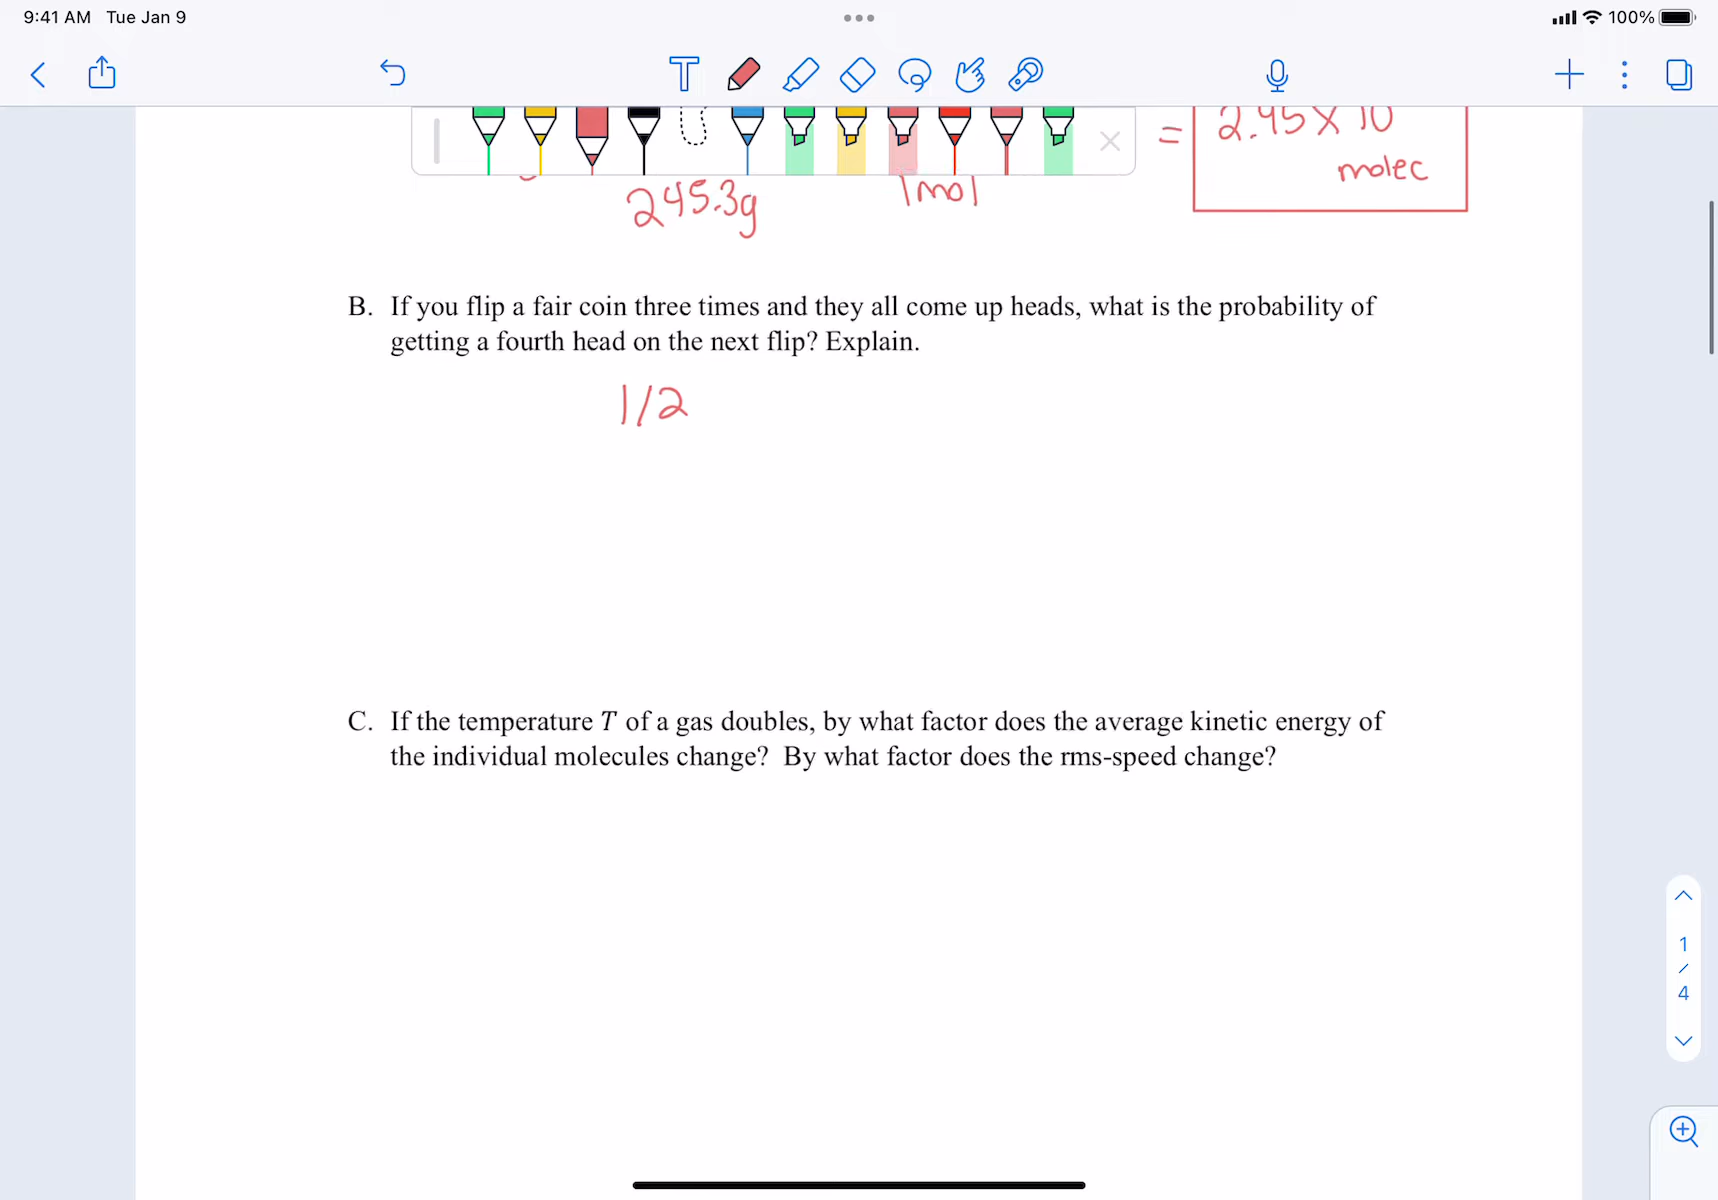 9:41 AM Tue Jan 9
100%
= 2.45 X 10
molec
245.3g
1mol
B. If you flip a fair coin three times and they all come up heads, what is the probability of
getting a fourth head on the next flip? Explain.
1/2
C. If the temperature T of a gas doubles, by what factor does the average kinetic energy of
the individual molecules change? By what factor does the rms-speed change?
1
/
4